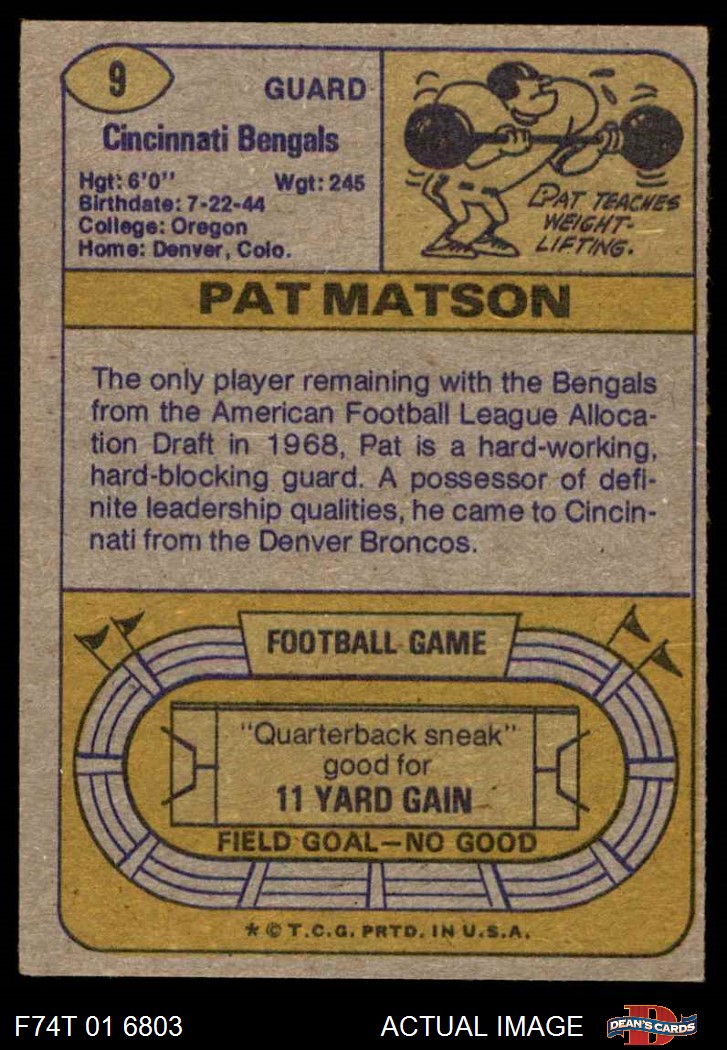 9
GUARD
Cincinnati Bengals
Hgt: 6'0" Wgt: 245
Birthdate: 7-22-44
College: Oregon
Home: Denver, Colo.
PAT TEACHES
WEIGHT-
LIFTING.
PAT MATSON
The only player remaining with the Bengals
from the American Football League Alloca-
tion Draft in 1968, Pat is a hard-working,
hard-blocking guard. A possessor of defi-
nite leadership qualities, he came to Cincin-
nati from the Denver Broncos.
FOOTBALL GAME
"Quarterback sneak"
good for
11 YARD GAIN
FIELD GOAL—NO GOOD
* © T.C.G. PRTD. IN U.S.A.
F74T 01 6803 ACTUAL IMAGE
D
DEAN'S CARDS